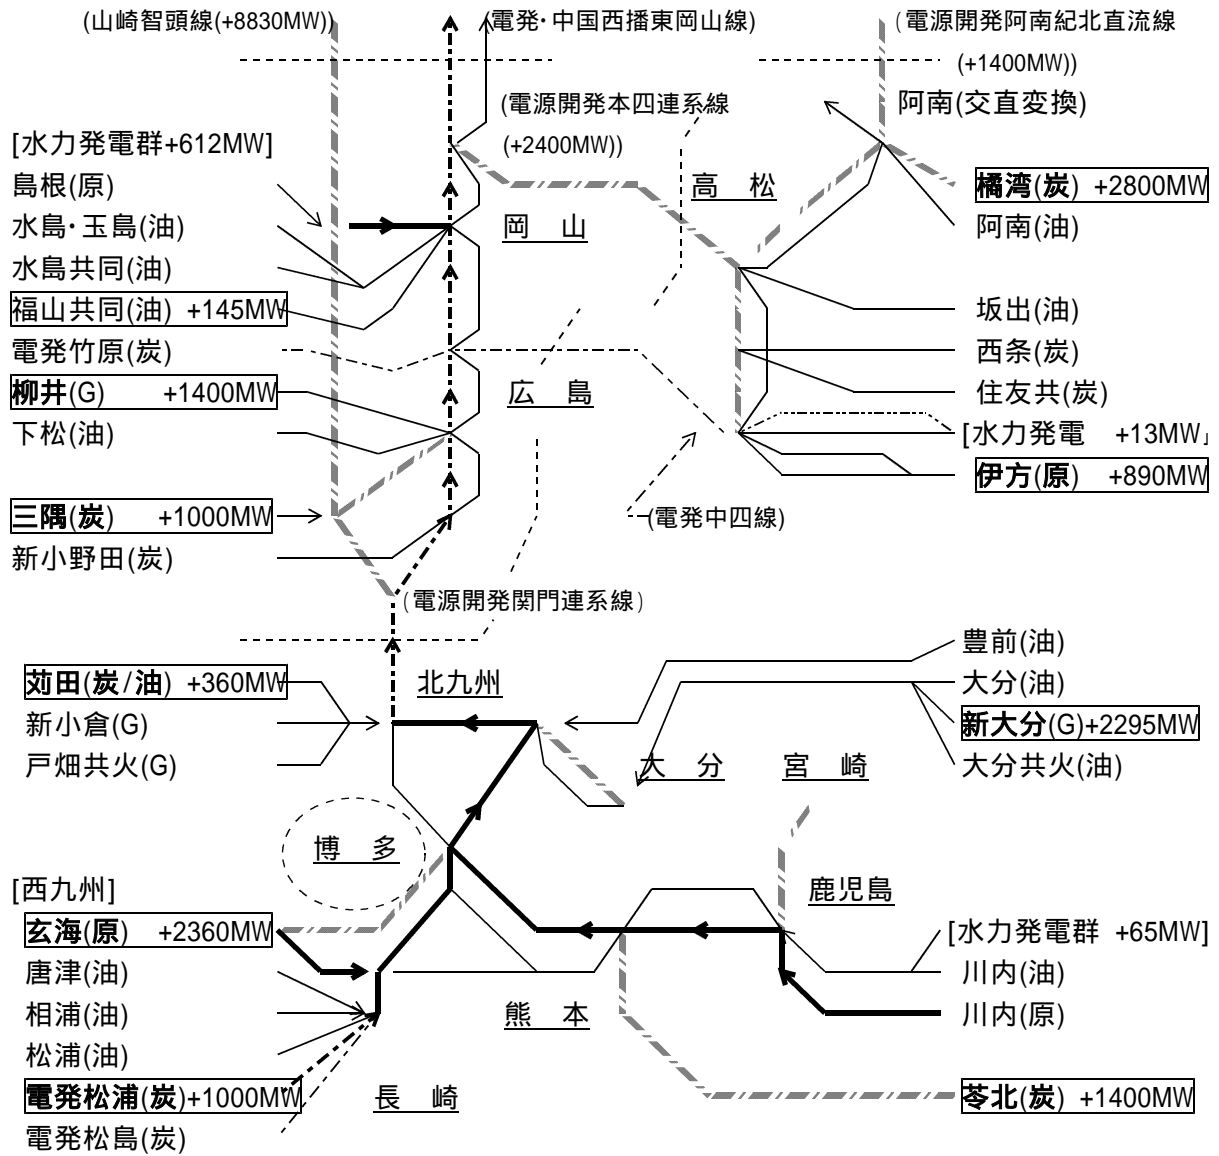 (山崎智頭線(+8830MW))
(電発・中国西播東岡山線)
(電源開発阿南紀北直流線
(+1400MW))
(電源開発本四連系線
(+2400MW))
阿南(交直変換)
[水力発電群+612MW]
島根(原)
高 松
橘湾(炭) +2800MW
水島・玉島(油)
岡 山
阿南(油)
水島共同(油)
福山共同(油) +145MW
坂出(油)
電発竹原(炭)
西条(炭)
柳井(G) +1400MW
広 島
住友共(炭)
下松(油)
[水力発電 +13MW」
伊方(原) +890MW
三隅(炭) +1000MW
(電発中四線)
新小野田(炭)
(電源開発関門連系線)
豊前(油)
苅田(炭/油) +360MW
北九州
大分(油)
新小倉(G)
新大分(G)+2295MW
戸畑共火(G)
大 分
宮 崎
大分共火(油)
博 多
[西九州]
鹿児島
玄海(原) +2360MW
[水力発電群 +65MW]
唐津(油)
川内(油)
相浦(油)
熊 本
川内(原)
松浦(油)
電発松浦(炭)+1000MW
長 崎
苓北(炭) +1400MW
電発松島(炭)